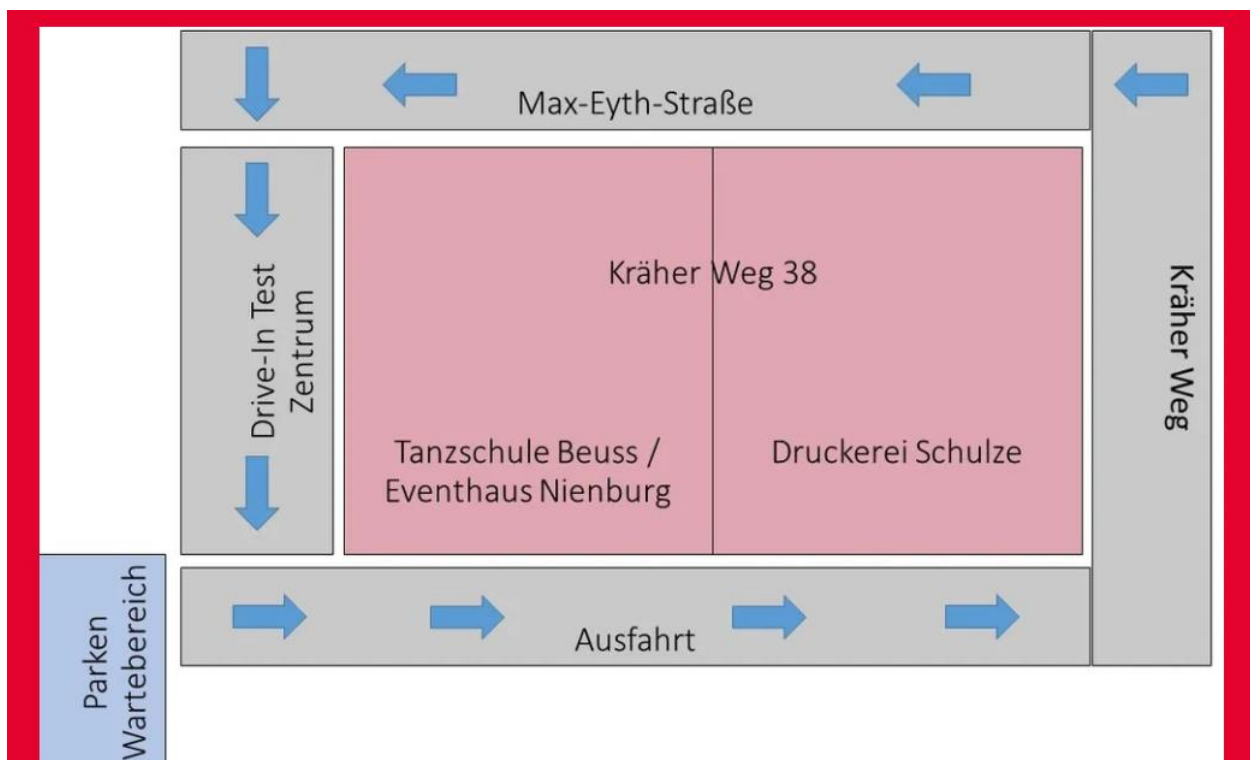 Max-Eyth-Straße
Kräher Weg 38
Kräher Weg
Drive-In Test
Zentrum
Tanzschule Beuss /
Eventhaus Nienburg
Druckerei Schulze
Ausfahrt
Parken
Wartebereich